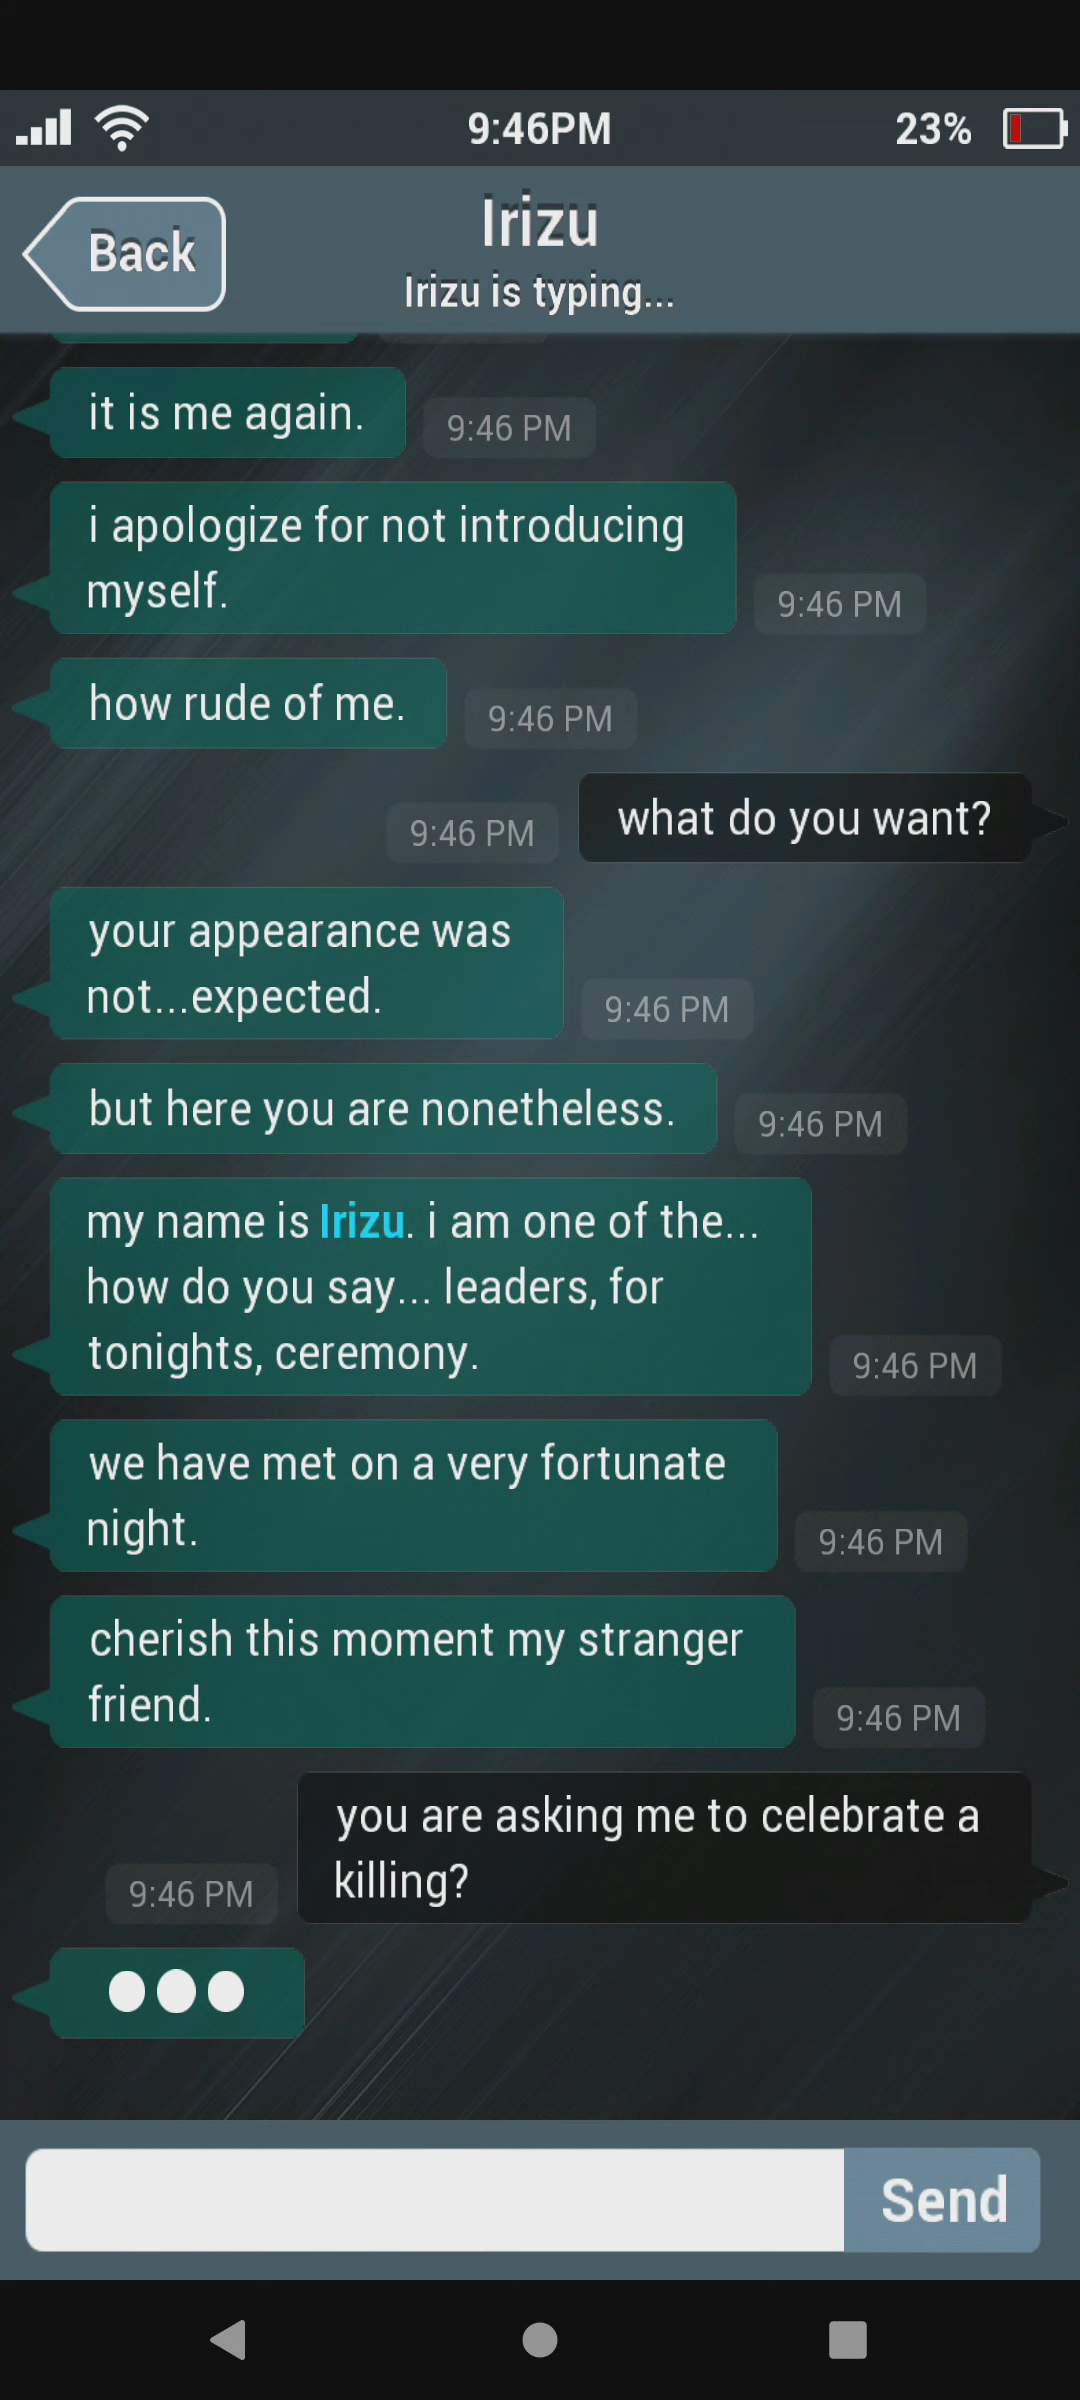 9:46PM
23%
Back
Irizu
Irizu is typing...
it is me again.
9:46 PM
i apologize for not introducing
myself.
9:46 PM
how rude of me.
9:46 PM
what do you want?
9:46 PM
your appearance was
not...expected.
9:46 PM
but here you are nonetheless.
9:46 PM
my name is Irizu. i am one of the...
how do you say... leaders, for
tonights, ceremony.
9:46 PM
we have met on a very fortunate
night.
9:46 PM
cherish this moment my stranger
friend.
9:46 PM
you are asking me to celebrate a
killing?
9:46 PM
Send